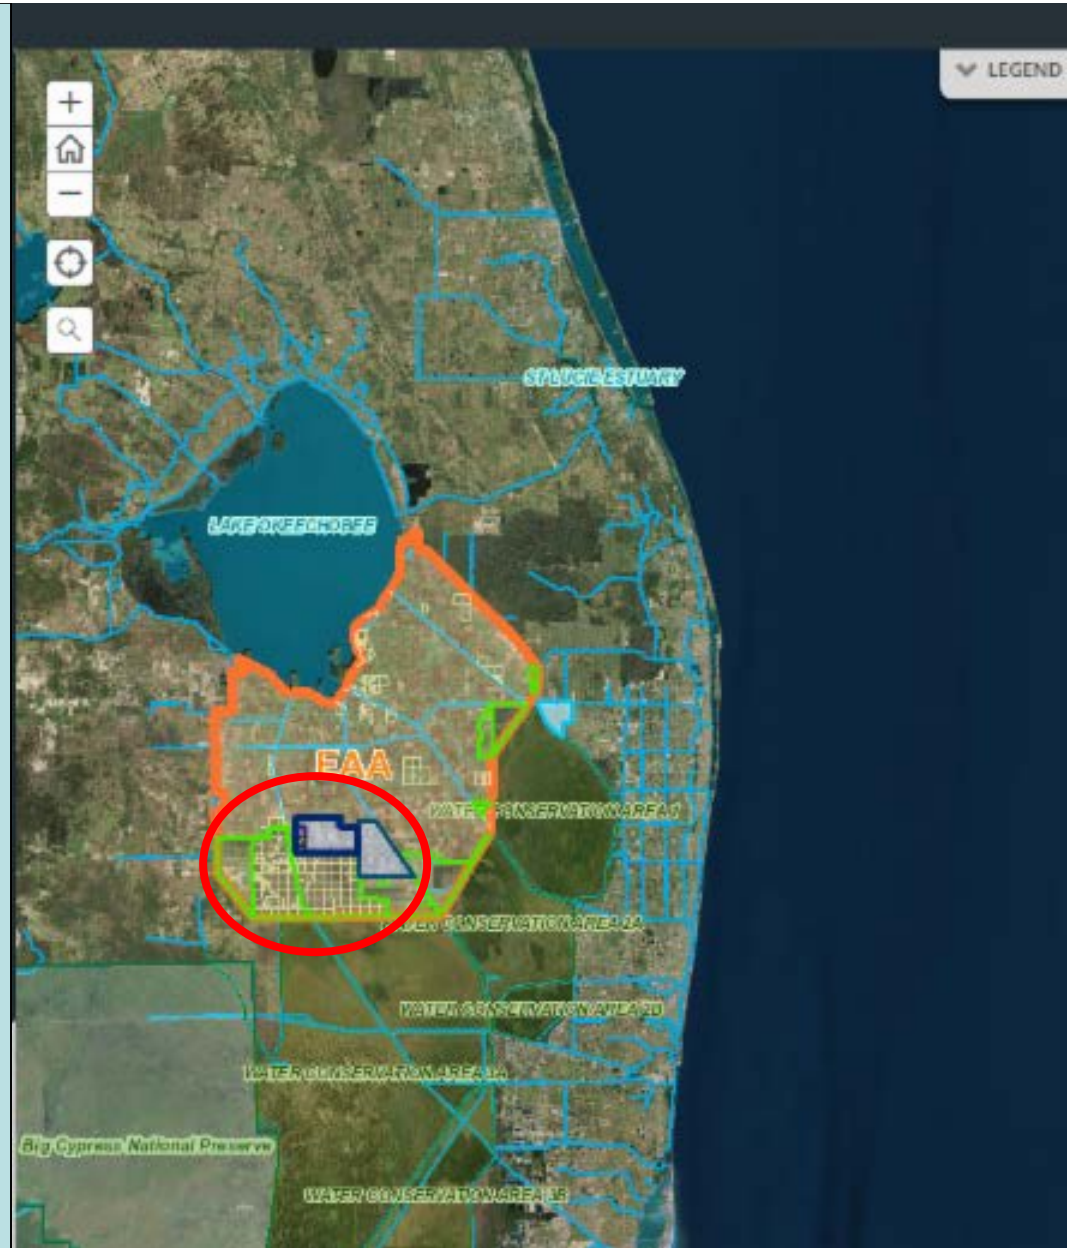 LEGEND
ST LUCIE ESTUARY
LAKE OKEECHOBEE
EAA
WATER CONSERVATION AREA 1
WATER CONSERVATION AREA 2A
WATER CONSERVATION AREA 2B
WATER CONSERVATION AREA 3A
Big Cypress National Preserve
WATER CONSERVATION AREA 3B